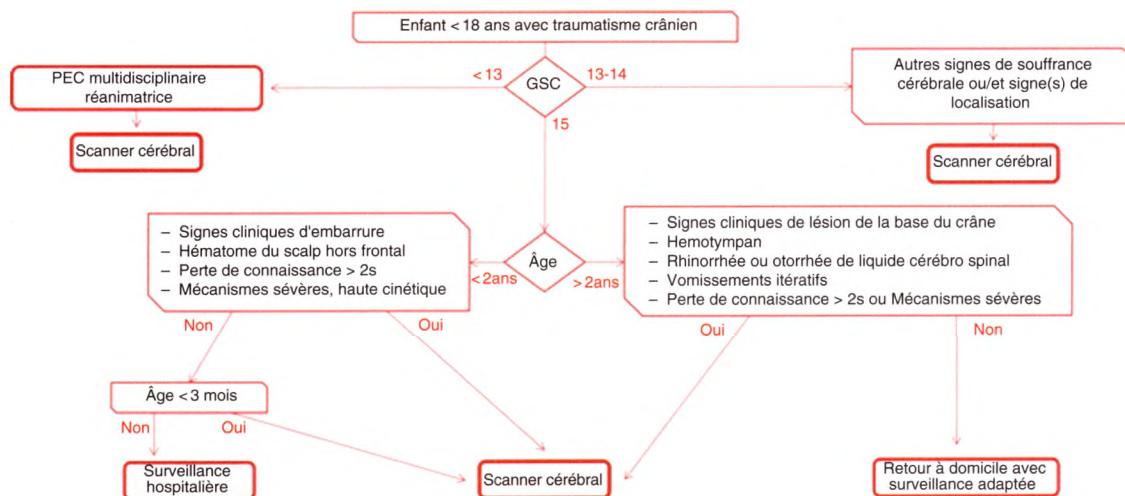 Enfant < 18 ans avec traumatisme crânien
< 13
GSC
13-14
15
PEC multidisciplinaire
réanimatrice
Scanner cérébral
Autres signes de souffrance
cérébrale ou/et signe(s) de
localisation
Scanner cérébral
– Signes cliniques d'embarrure
– Hématome du scalp hors frontal
– Perte de connaissance > 2s
– Mécanismes sévères, haute cinétique
Âge
< 2ans
> 2ans
– Signes cliniques de lésion de la base du crâne
– Hemotympan
– Rhinorrhée ou otorrhée de liquide cérébro spinal
– Vomissements itératifs
– Perte de connaissance > 2s ou Mécanismes sévères
Non
Oui
Oui
Non
Âge < 3 mois
Non
Oui
Surveillance
hospitalière
Scanner cérébral
Retour à domicile avec
surveillance adaptée